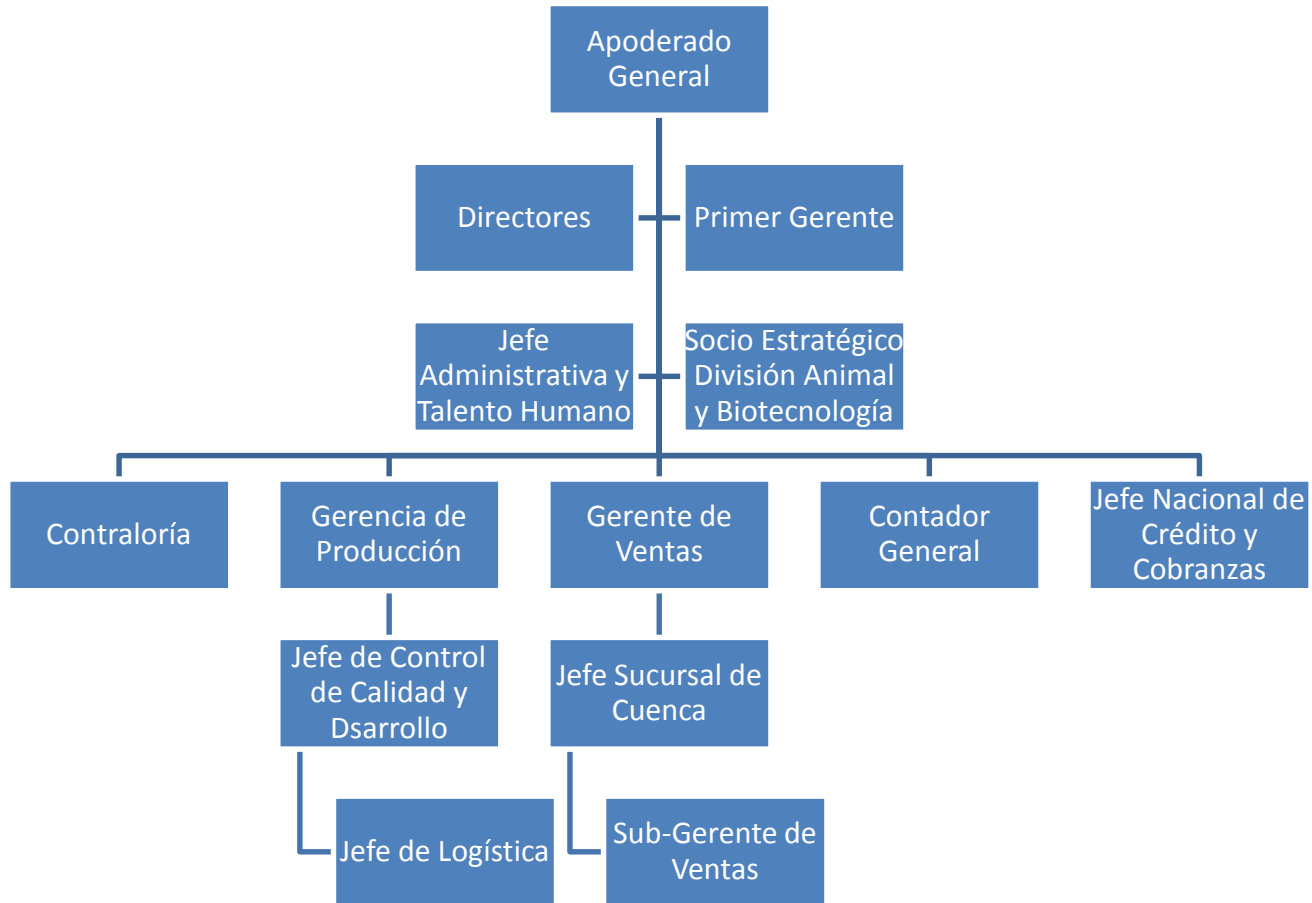 Apoderado
General
Directores
Primer Gerente
Jefe
Administrativa y
Talento Humano
Socio Estratégico
División Animal
y Biotecnología
Contraloría
Gerencia de
Producción
Gerente de
Ventas
Contador
General
Jefe Nacional de
Crédito y
Cobranzas
Jefe de Control
de Calidad y
Dsarrollo
Jefe Sucursal de
Cuenca
Jefe de Logística
Sub-Gerente de
Ventas